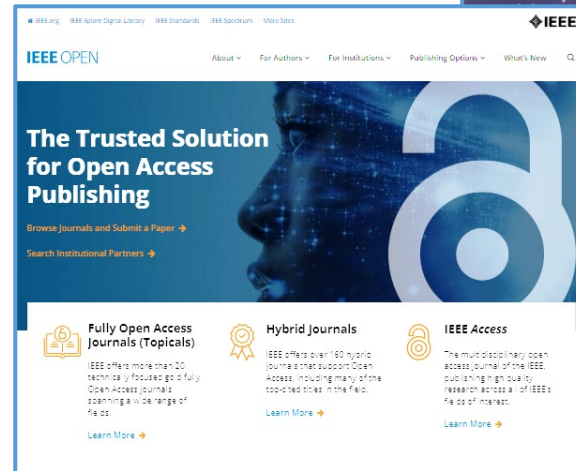 IEEE.org IEEE Xplore Digital Library IEEE Standards IEEE Spectrum More Sites
IEEE
IEEE OPEN
About For Authors For Institutions Publishing Options What's New
The Trusted Solution
for Open Access
Publishing
Browse Journals and Submit a Paper →
Search Institutional Partners →
Fully Open Access
Journals (Topicals)
IEEE offers more than 20
technically focused gold fully
Open Access journals
spanning a wide range of
fields.
Learn More →
Hybrid Journals
IEEE offers over 160 hybrid
journals that support Open
Access, including many of the
top-cited titles in the field.
Learn More →
IEEE Access
The multidisciplinary open
access journal of the IEEE,
publishing high quality
research across all of IEEE's
fields of interest.
Learn More →